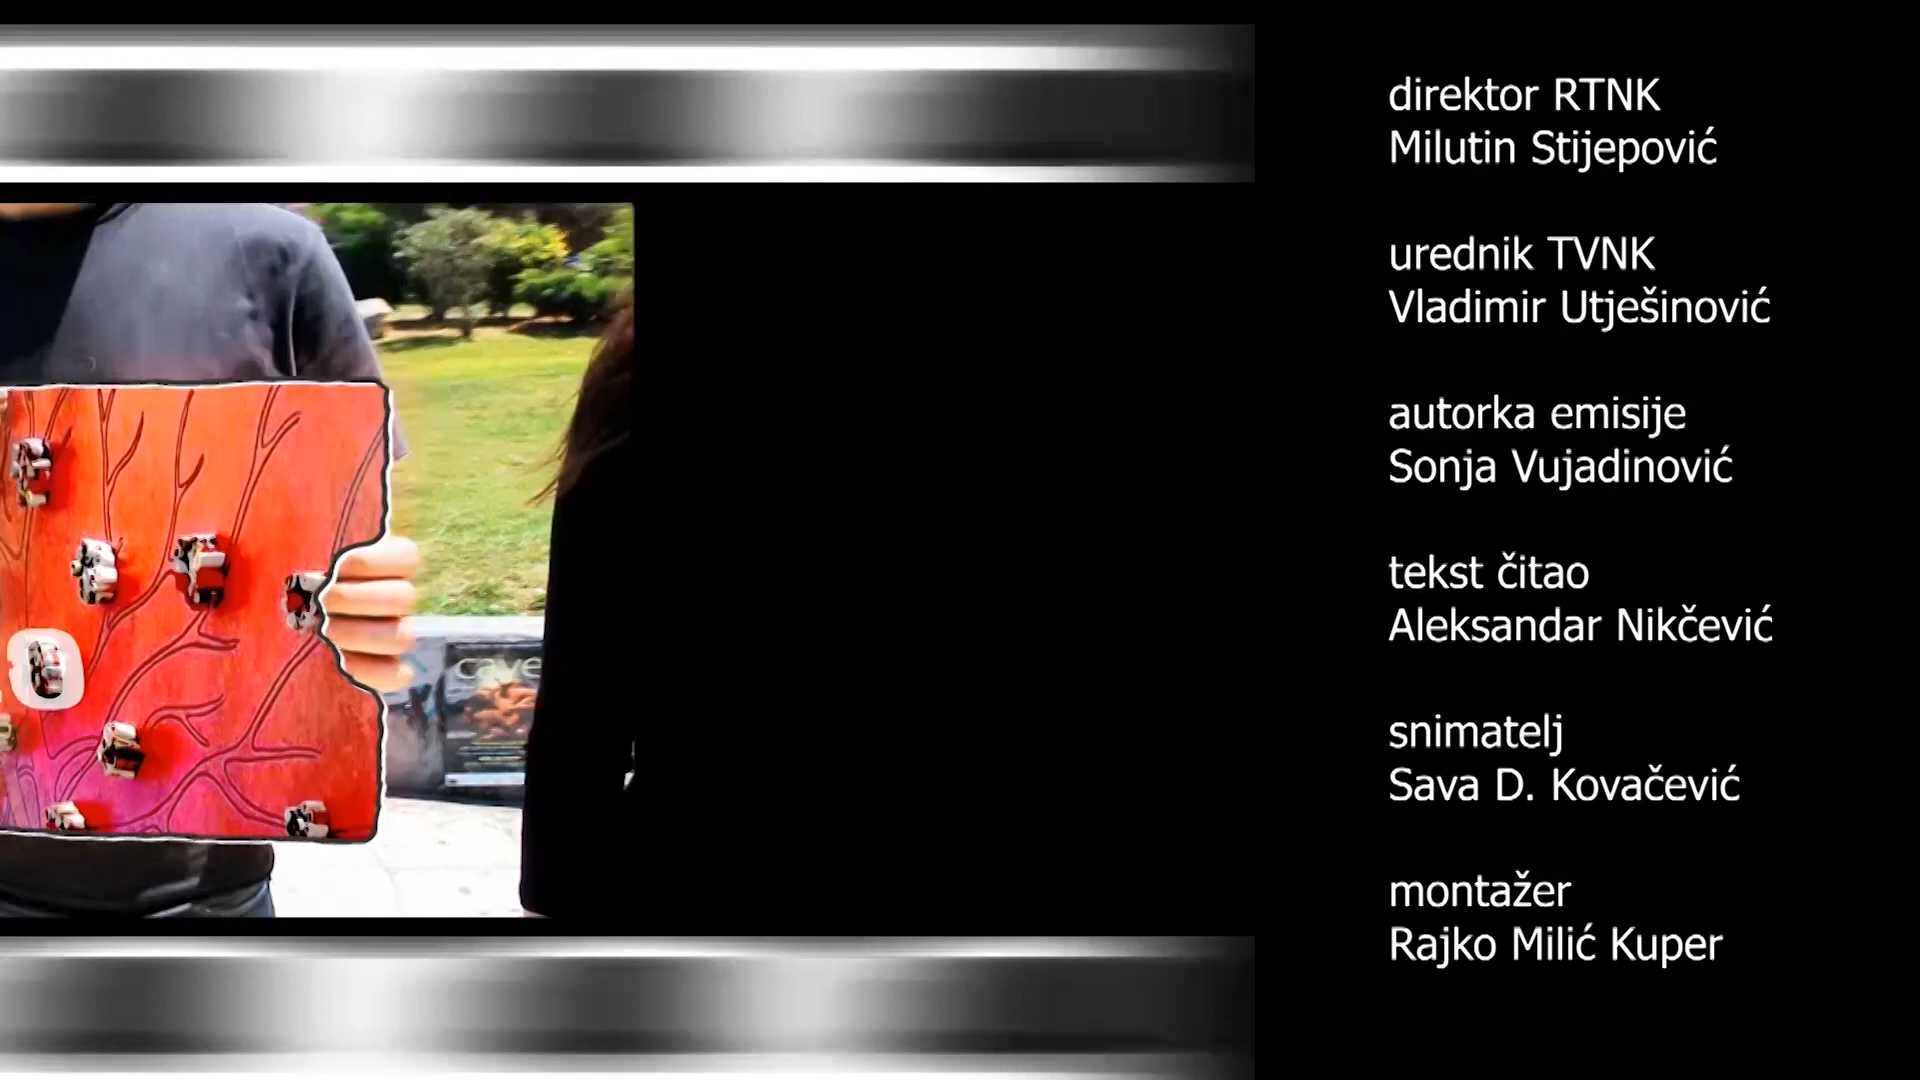 direktor RTNK
Milutin Stijepović
urednik TVNK
Vladimir Utješinović
autorka emisije
Sonja Vujadinović
tekst čitao
Aleksandar Nikčević
snimatelj
Sava D. Kovačević
montažer
Rajko Milić Kuper
cave